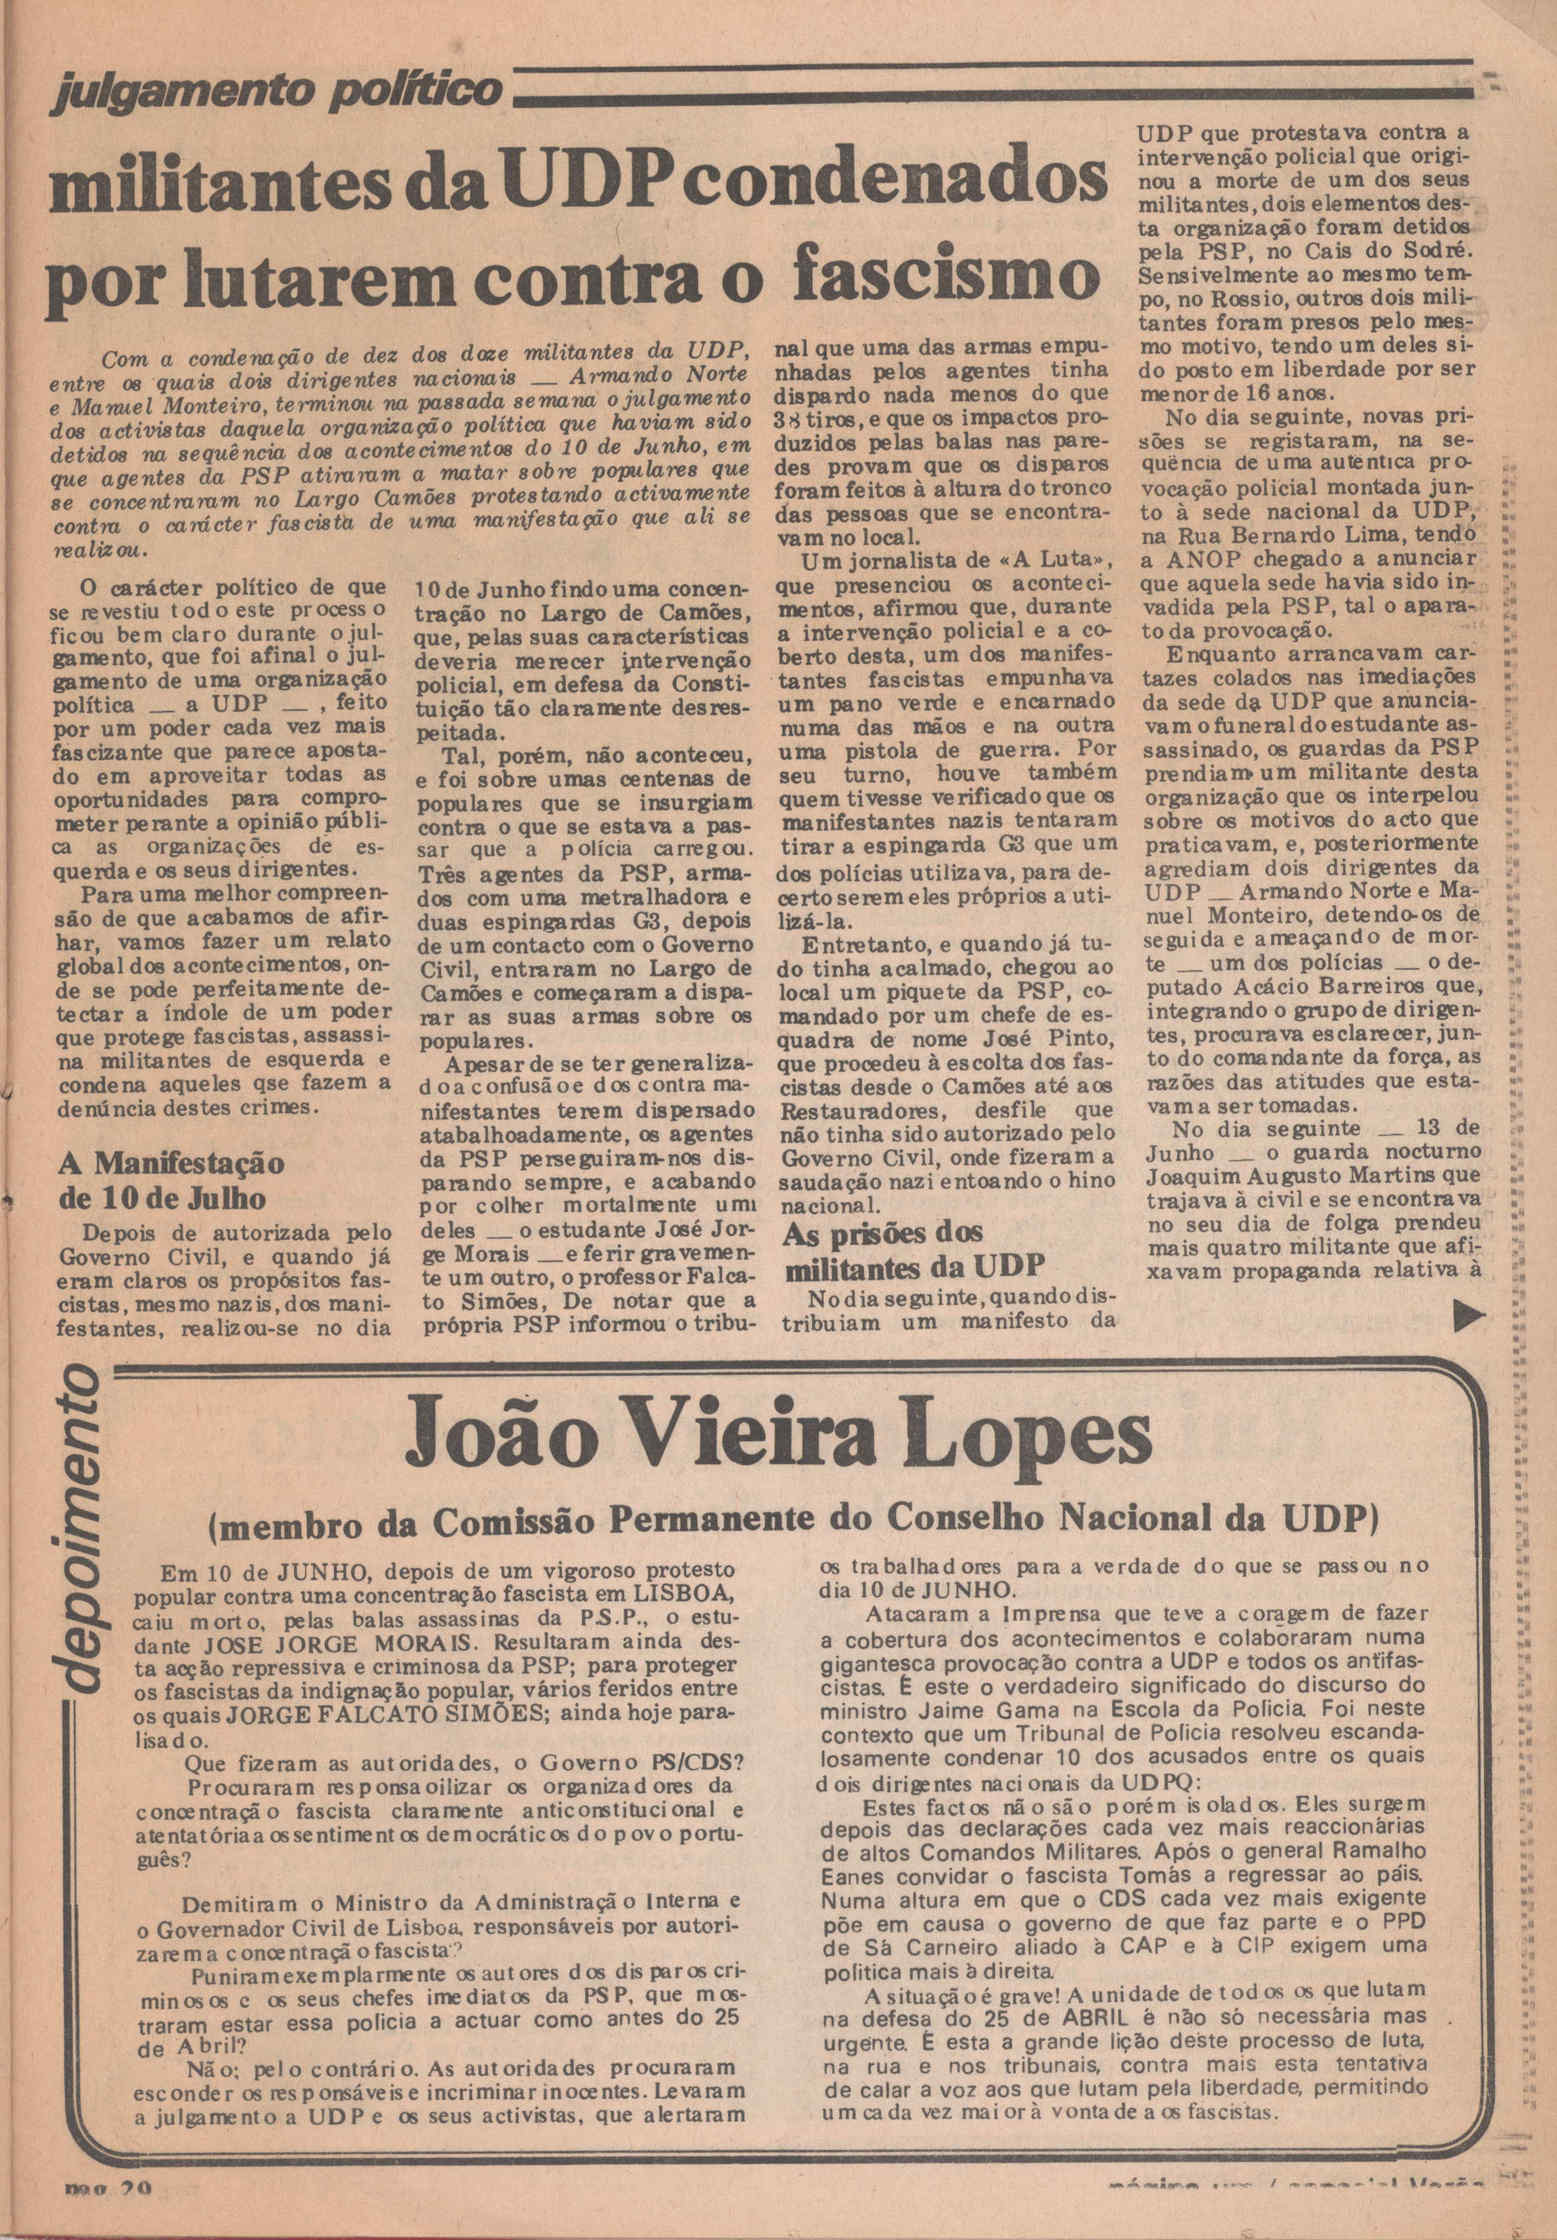 julgamento político
militantes da UDP condenados
por lutarem contra o fascismo
Com a condenação de dez dos doze militantes da UDP,
entre os quais dois dirigentes nacionais __ Armando Norte
e Manuel Monteiro, terminou na passada semana o julgamento
dos activistas daquela organização política que haviam sido
detidos na sequência dos acontecimentos do 10 de Junho, em
que agentes da PSP atiraram a matar sobre populares que
se concentraram no Largo Camões protestando activamente
contra o carácter fascista de uma manifestação que ali se
realizou.
O carácter político de que
se revestiu todo este processo
ficou bem claro durante o jul-
gamento, que foi afinal o jul-
gamento de uma organização
política __ a UDP __ , feito
por um poder cada vez mais
fascizante que parece aposta-
do em aproveitar todas as
oportunidades para compro-
meter perante a opinião públi-
ca as organizações de es-
querda e os seus dirigentes.
Para uma melhor compreen-
são de que acabamos de afir-
har, vamos fazer um relato
global dos acontecimentos, on-
de se pode perfeitamente de-
tectar a índole de um poder
que protege fascistas, assassi-
na militantes de esquerda e
condena aqueles qse fazem a
denúncia destes crimes.
A Manifestação
de 10 de Julho
Depois de autorizada pelo
Governo Civil, e quando já
eram claros os propósitos fas-
cistas, mesmo nazis, dos mani-
festantes, realizou-se no dia
10 de Junho findo uma concen-
tração no Largo de Camões,
que, pelas suas características
deveria merecer intervenção
policial, em defesa da Consti-
tuição tão claramente desres-
peitada.
Tal, porém, não aconteceu,
e foi sobre umas centenas de
populares que se insurgiam
contra o que se estava a pas-
sar que a polícia carregou.
Três agentes da PSP, arma-
dos com uma metralhadora e
duas espingardas G3, depois
de um contacto com o Governo
Civil, entraram no Largo de
Camões e começaram a dispa-
rar as suas armas sobre os
populares.
Apesar de se ter generaliza-
do a confusão e dos contra ma-
nifestantes terem dispersado
atabalhoadamente, os agentes
da PSP perseguiram-nos dis-
parando sempre, e acabando
por colher mortalmente um
deles __ o estudante José Jor-
ge Morais __ e ferir gravemen-
te um outro, o professor Falca-
to Simões, De notar que a
própria PSP informou o tribu-
nal que uma das armas empu-
nhadas pelos agentes tinha
dispardo nada menos do que
38 tiros, e que os impactos pro-
duzidos pelas balas nas pare-
des provam que os disparos
foram feitos à altura do tronco
das pessoas que se encontra-
vam no local.
Um jornalista de «A Luta»,
que presenciou os aconteci-
mentos, afirmou que, durante
a intervenção policial e a co-
berto desta, um dos manifes-
tantes fascistas empunhava
um pano verde e encarnado
numa das mãos e na outra
uma pistola de guerra. Por
seu turno, houve também
quem tivesse verificado que os
manifestantes nazis tentaram
tirar a espingarda G3 que um
dos polícias utilizava, para de-
certo serem eles próprios a uti-
lizá-la.
Entretanto, e quando já tu-
do tinha acalmado, chegou ao
local um piquete da PSP, co-
mandado por um chefe de es-
quadra de nome José Pinto,
que procedeu à escolta dos fas-
cistas desde o Camões até aos
Restauradores, desfile que
não tinha sido autorizado pelo
Governo Civil, onde fizeram a
saudação nazi entoando o hino
nacional.
As prisões dos
militantes da UDP
No dia seguinte, quando dis-
tribuiam um manifesto da
UDP que protestava contra a
intervenção policial que origi-
nou a morte de um dos seus
militantes, dois elementos des-
ta organização foram detidos
pela PSP, no Cais do Sodré.
Sensivelmente ao mesmo tem-
po, no Rossio, outros dois mili-
tantes foram presos pelo mes-
mo motivo, tendo um deles si-
do posto em liberdade por ser
menor de 16 anos.
No dia seguinte, novas pri-
sões se registaram, na se-
quência de uma autêntica pro-
vocação policial montada jun-
to à sede nacional da UDP,
na Rua Bernardo Lima, tendo
a ANOP chegado a anunciar
que aquela sede havia sido in-
vadida pela PSP, tal o apara-
to da provocação.
Enquanto arrancavam car-
tazes colados nas imediações
da sede da UDP que anuncia-
vam o funeral do estudante as-
sassinado, os guardas da PSP
prendiam um militante desta
organização que os interpelou
sobre os motivos do acto que
praticavam, e, posteriormente
agrediam dois dirigentes da
UDP __ Armando Norte e Ma-
nuel Monteiro, detendo-os de
seguida e ameaçando de mor-
te __ um dos polícias __ o de-
putado Acácio Barreiros que,
integrando o grupo de dirigen-
tes, procurava esclarecer, jun-
to do comandante da força, as
razões das atitudes que esta-
vam a ser tomadas.
No dia seguinte __ 13 de
Junho __ o guarda nocturno
Joaquim Augusto Martins que
trajava à civil e se encontrava
no seu dia de folga prendeu
mais quatro militante que afi-
xavam propaganda relativa à
depoimento
João Vieira Lopes
(membro da Comissão Permanente do Conselho Nacional da UDP)
Em 10 de JUNHO, depois de um vigoroso protesto
popular contra uma concentração fascista em LISBOA,
caiu morto, pelas balas assassinas da P.S.P., o estu-
dante JOSE JORGE MORAIS. Resultaram ainda des-
ta acção repressiva e criminosa da PSP; para proteger
os fascistas da indignação popular, vários feridos entre
os quais JORGE FALCATO SIMÕES; ainda hoje para-
lisado.
Que fizeram as autoridades, o Governo PS/CDS?
Procuraram responsaoilizar os organizadores da
concentração fascista claramente anticonstitucional e
atentatória a os sentimentos democráticos do povo portu-
guês?
Demitiram o Ministro da Administração Interna e
o Governador Civil de Lisboa, responsáveis por autori-
zarem a concentração fascista?
Puniram exemplarmente os autores dos disparos cri-
minosos e os seus chefes imediatos da PSP, que mos-
traram estar essa policia a actuar como antes do 25
de Abril?
Não; pelo contrário. As autoridades procuraram
esconder os responsáveis e incriminar inocentes. Levaram
a julgamento a UDP e os seus activistas, que alertaram
os trabalhadores para a verdade do que se passou no
dia 10 de JUNHO.
Atacaram a Imprensa que teve a coragem de fazer
a cobertura dos acontecimentos e colaboraram numa
gigantesca provocação contra a UDP e todos os antifas-
cistas. É este o verdadeiro significado do discurso do
ministro Jaime Gama na Escola da Policia. Foi neste
contexto que um Tribunal de Policia resolveu escanda-
losamente condenar 10 dos acusados entre os quais
dois dirigentes nacionais da UDPQ:
Estes factos não são porém isolados. Eles surgem
depois das declarações cada vez mais reaccionárias
de altos Comandos Militares. Após o general Ramalho
Eanes convidar o fascista Tomás a regressar ao páis.
Numa altura em que o CDS cada vez mais exigente
põe em causa o governo de que faz parte e o PPD
de Sá Carneiro aliado à CAP e à CIP exigem uma
politica mais à direita.
A situação é grave! A unidade de todos os que lutam
na defesa do 25 de ABRIL é não só necessária mas
urgente. É esta a grande lição deste processo de luta,
na rua e nos tribunais, contra mais esta tentativa
de calar a voz aos que lutam pela liberdade, permitindo
um cada vez maior à vontade a os fascistas.
pag. 20